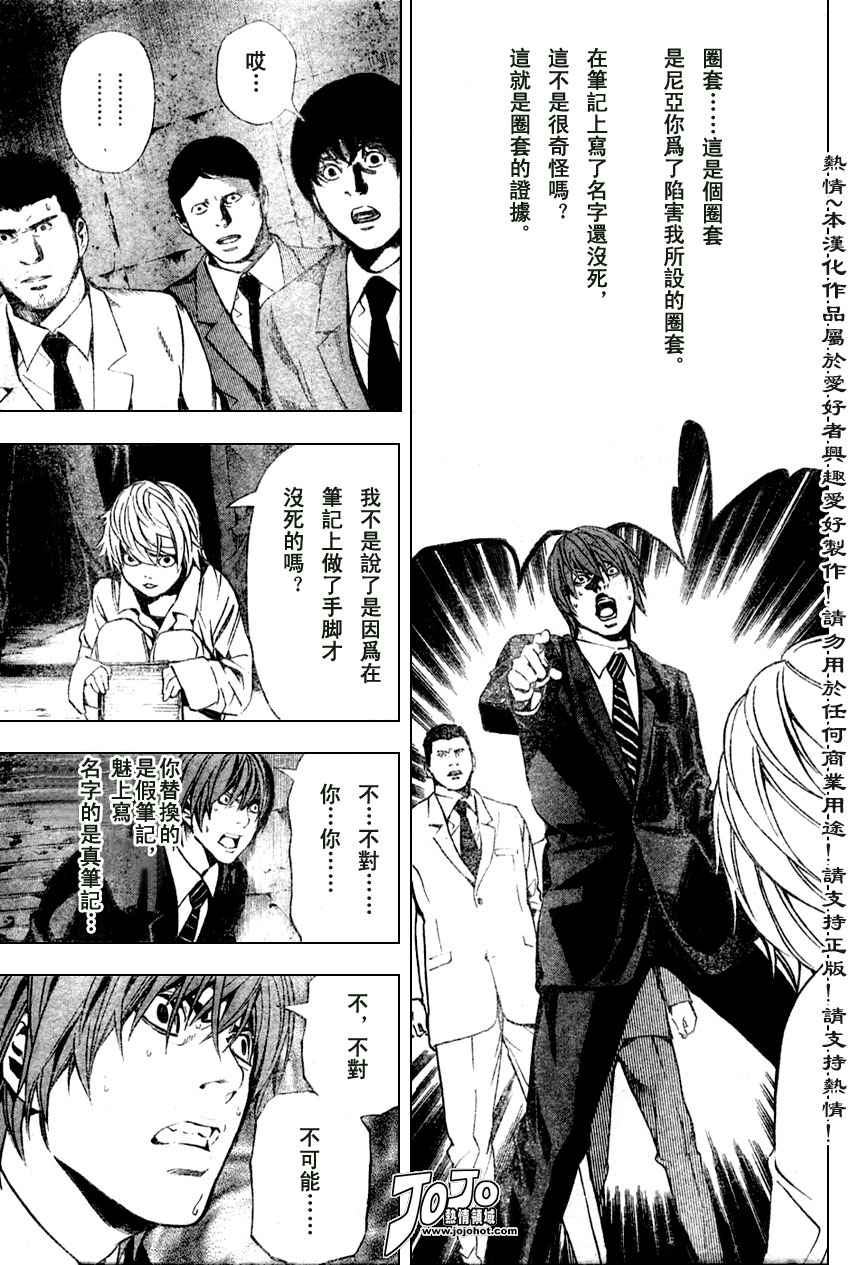 圈套……這是個圈套
是尼亞你爲了陷害我所設的圈套。
在筆記上寫了名字還沒死，
這不是很奇怪嗎？
這就是圈套的證據。
哎…
………
………
我不是說了是因爲在
筆記上做了手脚才
沒死的嗎？
不…不對……
你…你……
你替換的
是假筆記，
魅上寫
名字的是真筆記…
不，不對
不可能……
熱情~本漢化作品屬於愛好者興趣愛好製作！請勿用於任何商業用途！請支持正版！請支持熱情！
JOJO
熱情領域
www.jojohot.com